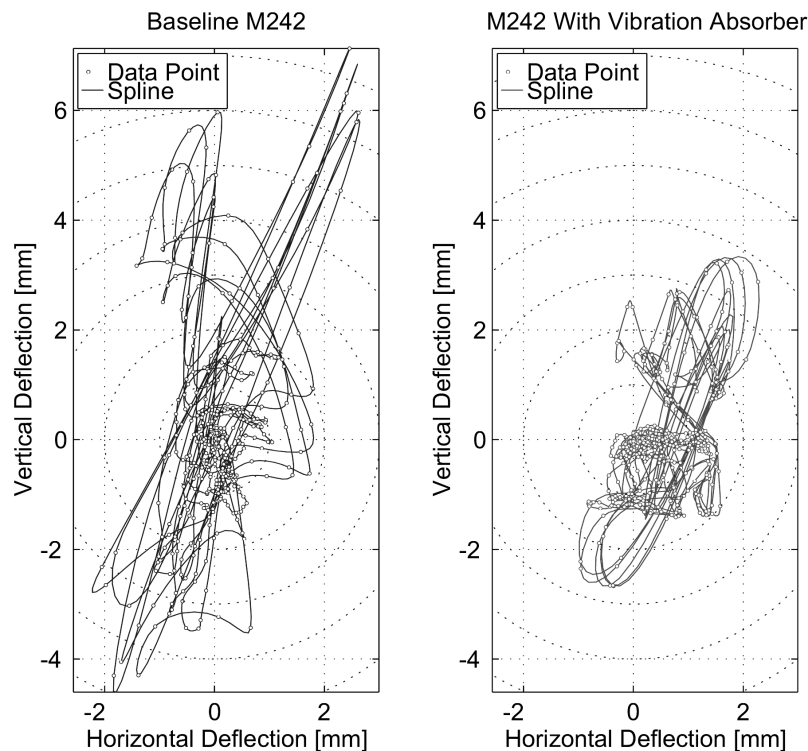 Baseline M242
Data Point
Spline
6
4
2
0
-2
-4
-2
0
2
Vertical Deflection [mm]
Horizontal Deflection [mm]
M242 With Vibration Absorber
Data Point
Spline
6
4
2
0
-2
-4
-2
0
2
Vertical Deflection [mm]
Horizontal Deflection [mm]